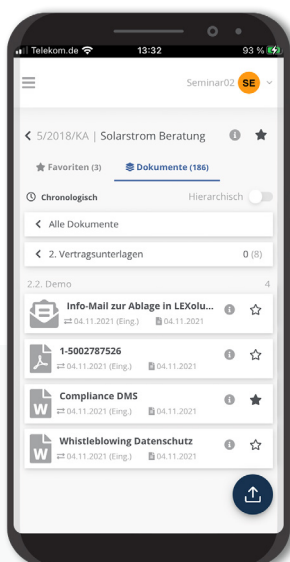 Telekom.de 13:32 93 %
Seminar02 SE
5/2018/KA | Solarstrom Beratung
Favoriten (3) Dokumente (186)
Chronologisch Hierarchisch
Alle Dokumente
2. Vertragsunterlagen 0 (8)
2.2. Demo 4
Info-Mail zur Ablage in LEXolu...
04.11.2021 (Eing.) 04.11.2021
1-5002787526
04.11.2021 (Eing.) 04.11.2021
Compliance DMS
W 04.11.2021 (Eing.) 04.11.2021
Whistleblowing Datenschutz
W 04.11.2021 (Eing.) 04.11.2021